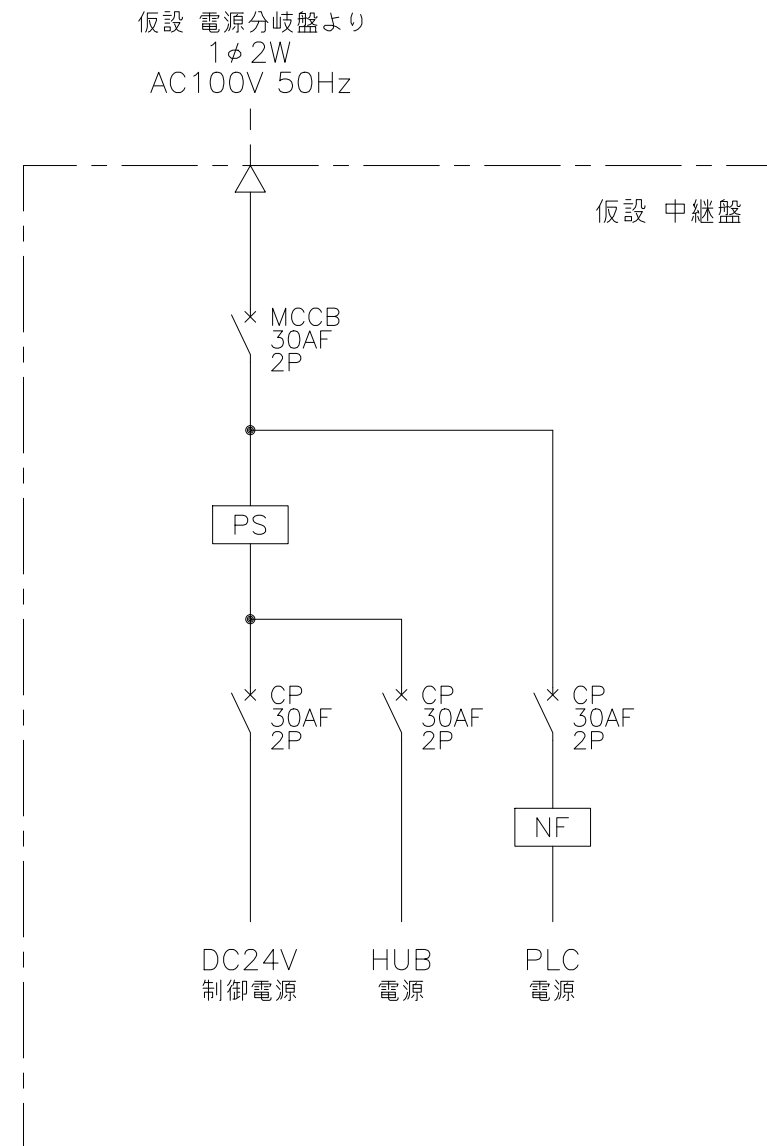 仮設 電源分岐盤より
1φ2W
AC100V 50Hz
仮設 中継盤
MCCB
30AF
2P
PS
CP
30AF
2P
CP
30AF
2P
CP
30AF
2P
NF
DC24V
制御電源
HUB
電源
PLC
電源